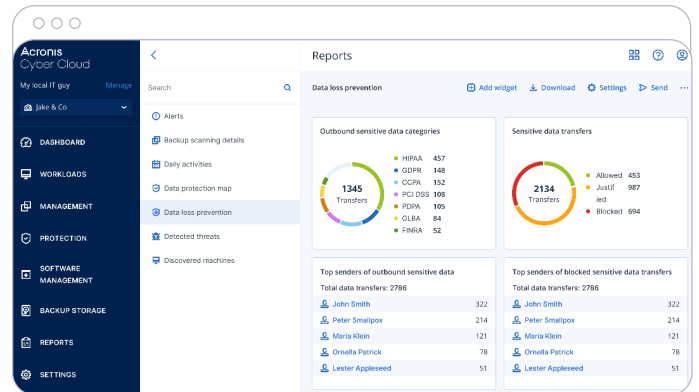 Acronis
Cyber Cloud
My local IT guy Manage
Jake & Co
DASHBOARD
WORKLOADS
MANAGEMENT
PROTECTION
SOFTWARE
MANAGEMENT
BACKUP STORAGE
REPORTS
SETTINGS
Search
Alerts
Backup scanning details
Daily activities
Data protection map
Data loss prevention
Detected threats
Discovered machines
Reports
Data loss prevention Add widget Download Settings Send
Outbound sensitive data categories
1345
Transfers
HIPAA 457
GDPR 148
CCPA 152
PCI DSS 108
PDPA 105
GLBA 84
FINRA 52
Sensitive data transfers
2134
Transfers
Allowed 453
Justif 987
ied
Blocked 694
Top senders of outbound sensitive data
Total data transfers: 2786
John Smith 322
Peter Smallpox 214
Maria Klein 121
Ornella Patrick 78
Lester Appleseed 51
Top senders of blocked sensitive data transfers
Total data transfers: 2786
John Smith 322
Peter Smallpox 214
Maria Klein 121
Ornella Patrick 78
Lester Appleseed 51